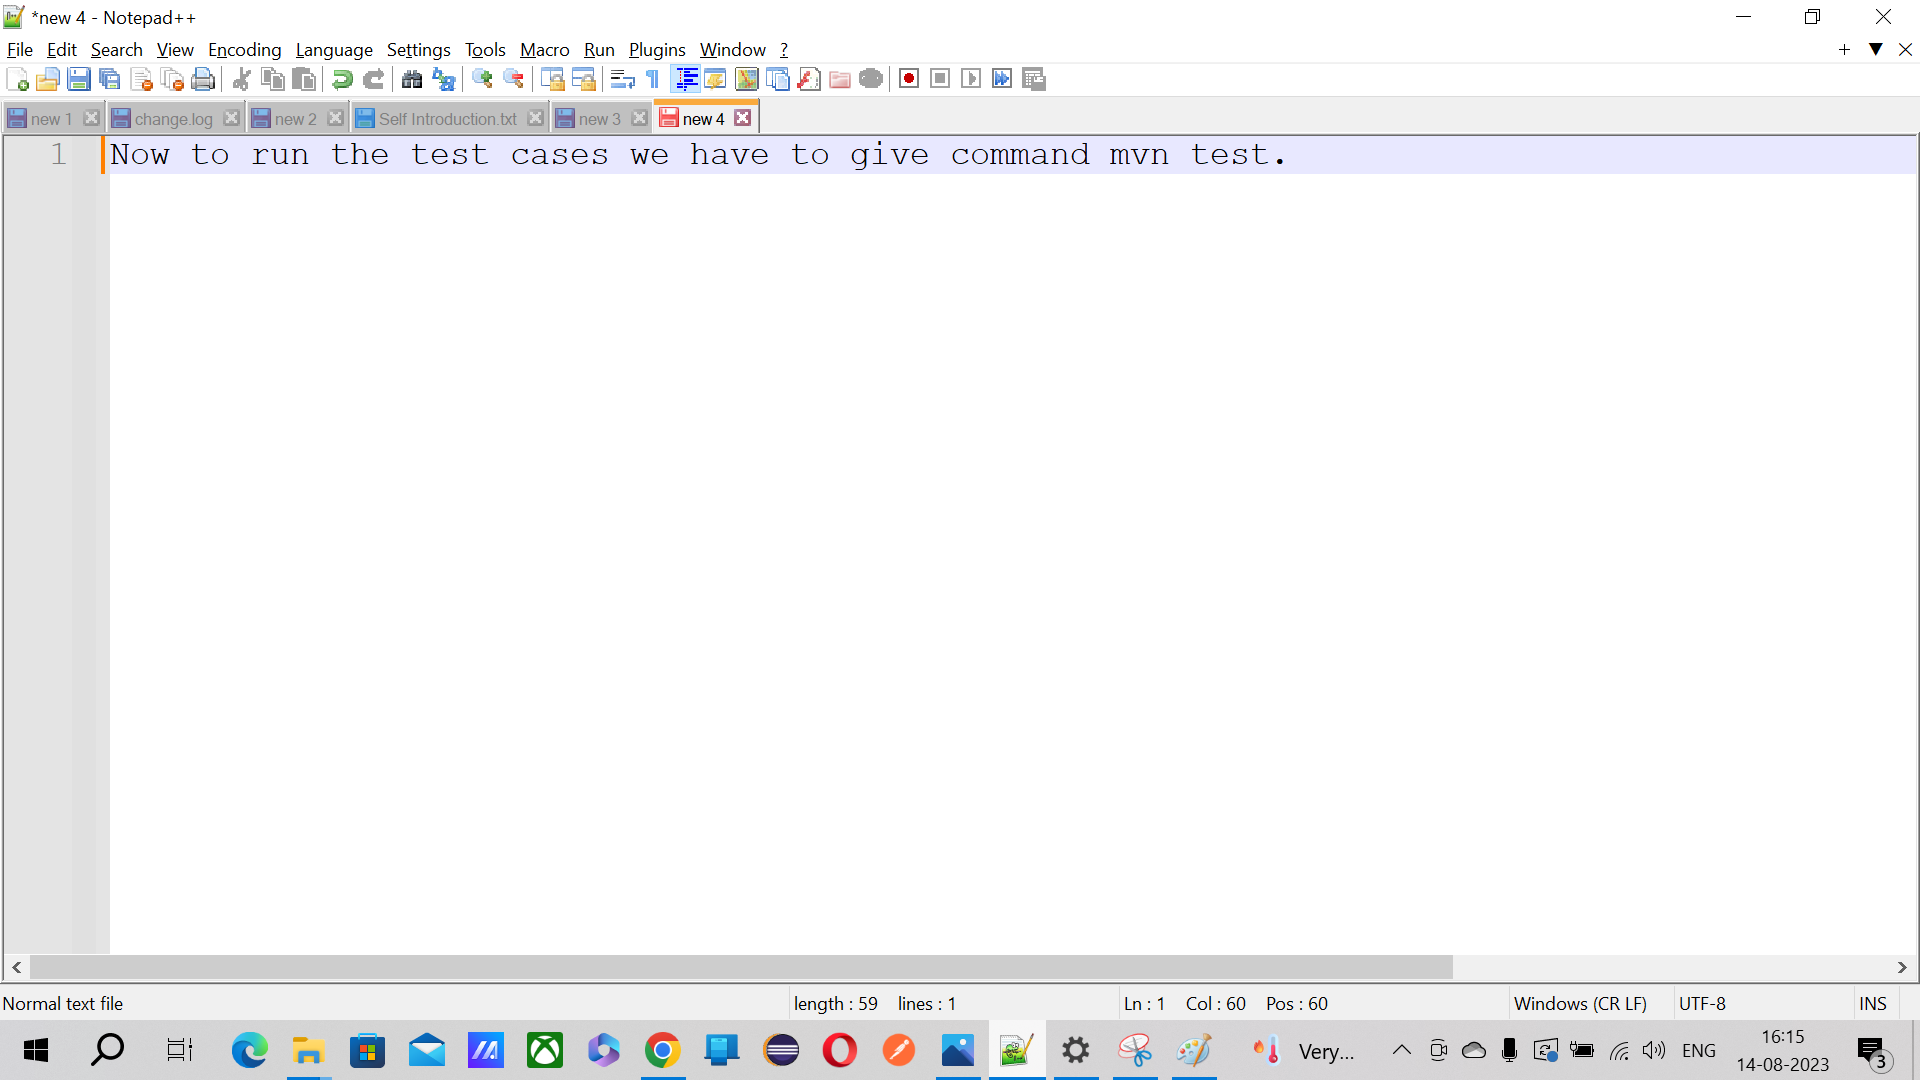 *new 4 - Notepad++
File Edit Search View Encoding Language Settings Tools Macro Run Plugins Window ?
new 1 change.log new 2 Self Introduction.txt new 3 new 4
1 Now to run the test cases we have to give command mvn test.
Normal text file length : 59 lines : 1 Ln : 1 Col : 60 Pos : 60 Windows (CR LF) UTF-8 INS
Very... ENG 16:15
14-08-2023 3